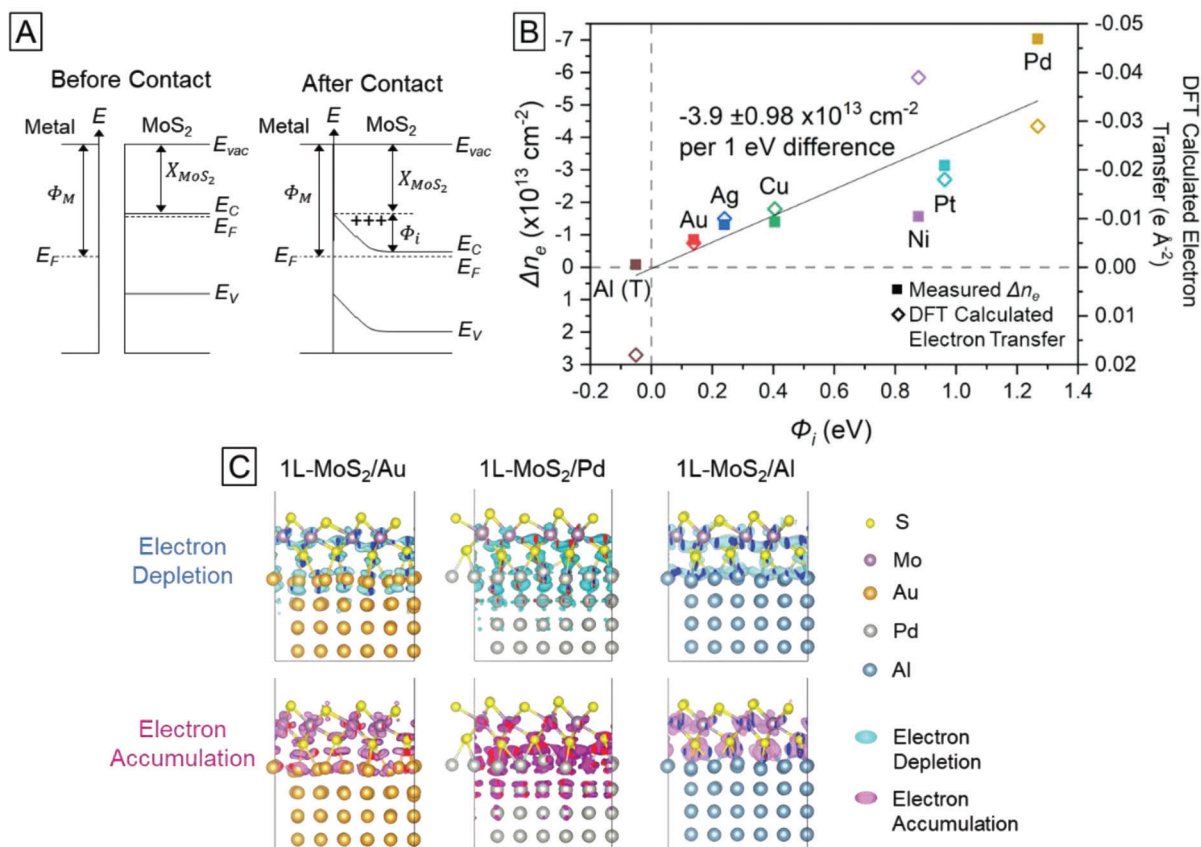 A
Before Contact
After Contact
Metal
E
MoS₂
Metal
E
MoS₂
E_vac
E_vac
Φ_M
X_MoS₂
Φ_M
X_MoS₂
E_C
E_F
+++
Φ_i
E_C
E_F
E_F
E_F
E_V
E_V
B
Δn_e (x10¹³ cm⁻²)
-7
-6
-5
-4
-3
-2
-1
0
1
2
3
-0.2
0.0
0.2
0.4
0.6
0.8
1.0
1.2
1.4
Φ_i (eV)
-0.05
-0.04
-0.03
-0.02
-0.01
0.00
0.01
0.02
DFT Calculated Electron
Transfer (e Å⁻²)
-3.9 ±0.98 x10¹³ cm⁻²
per 1 eV difference
Pd
Ag
Cu
Au
Pt
Ni
Al (T)
Measured Δn_e
DFT Calculated
Electron Transfer
C
1L-MoS₂/Au
1L-MoS₂/Pd
1L-MoS₂/Al
Electron
Depletion
Electron
Accumulation
S
Mo
Au
Pd
Al
Electron
Depletion
Electron
Accumulation